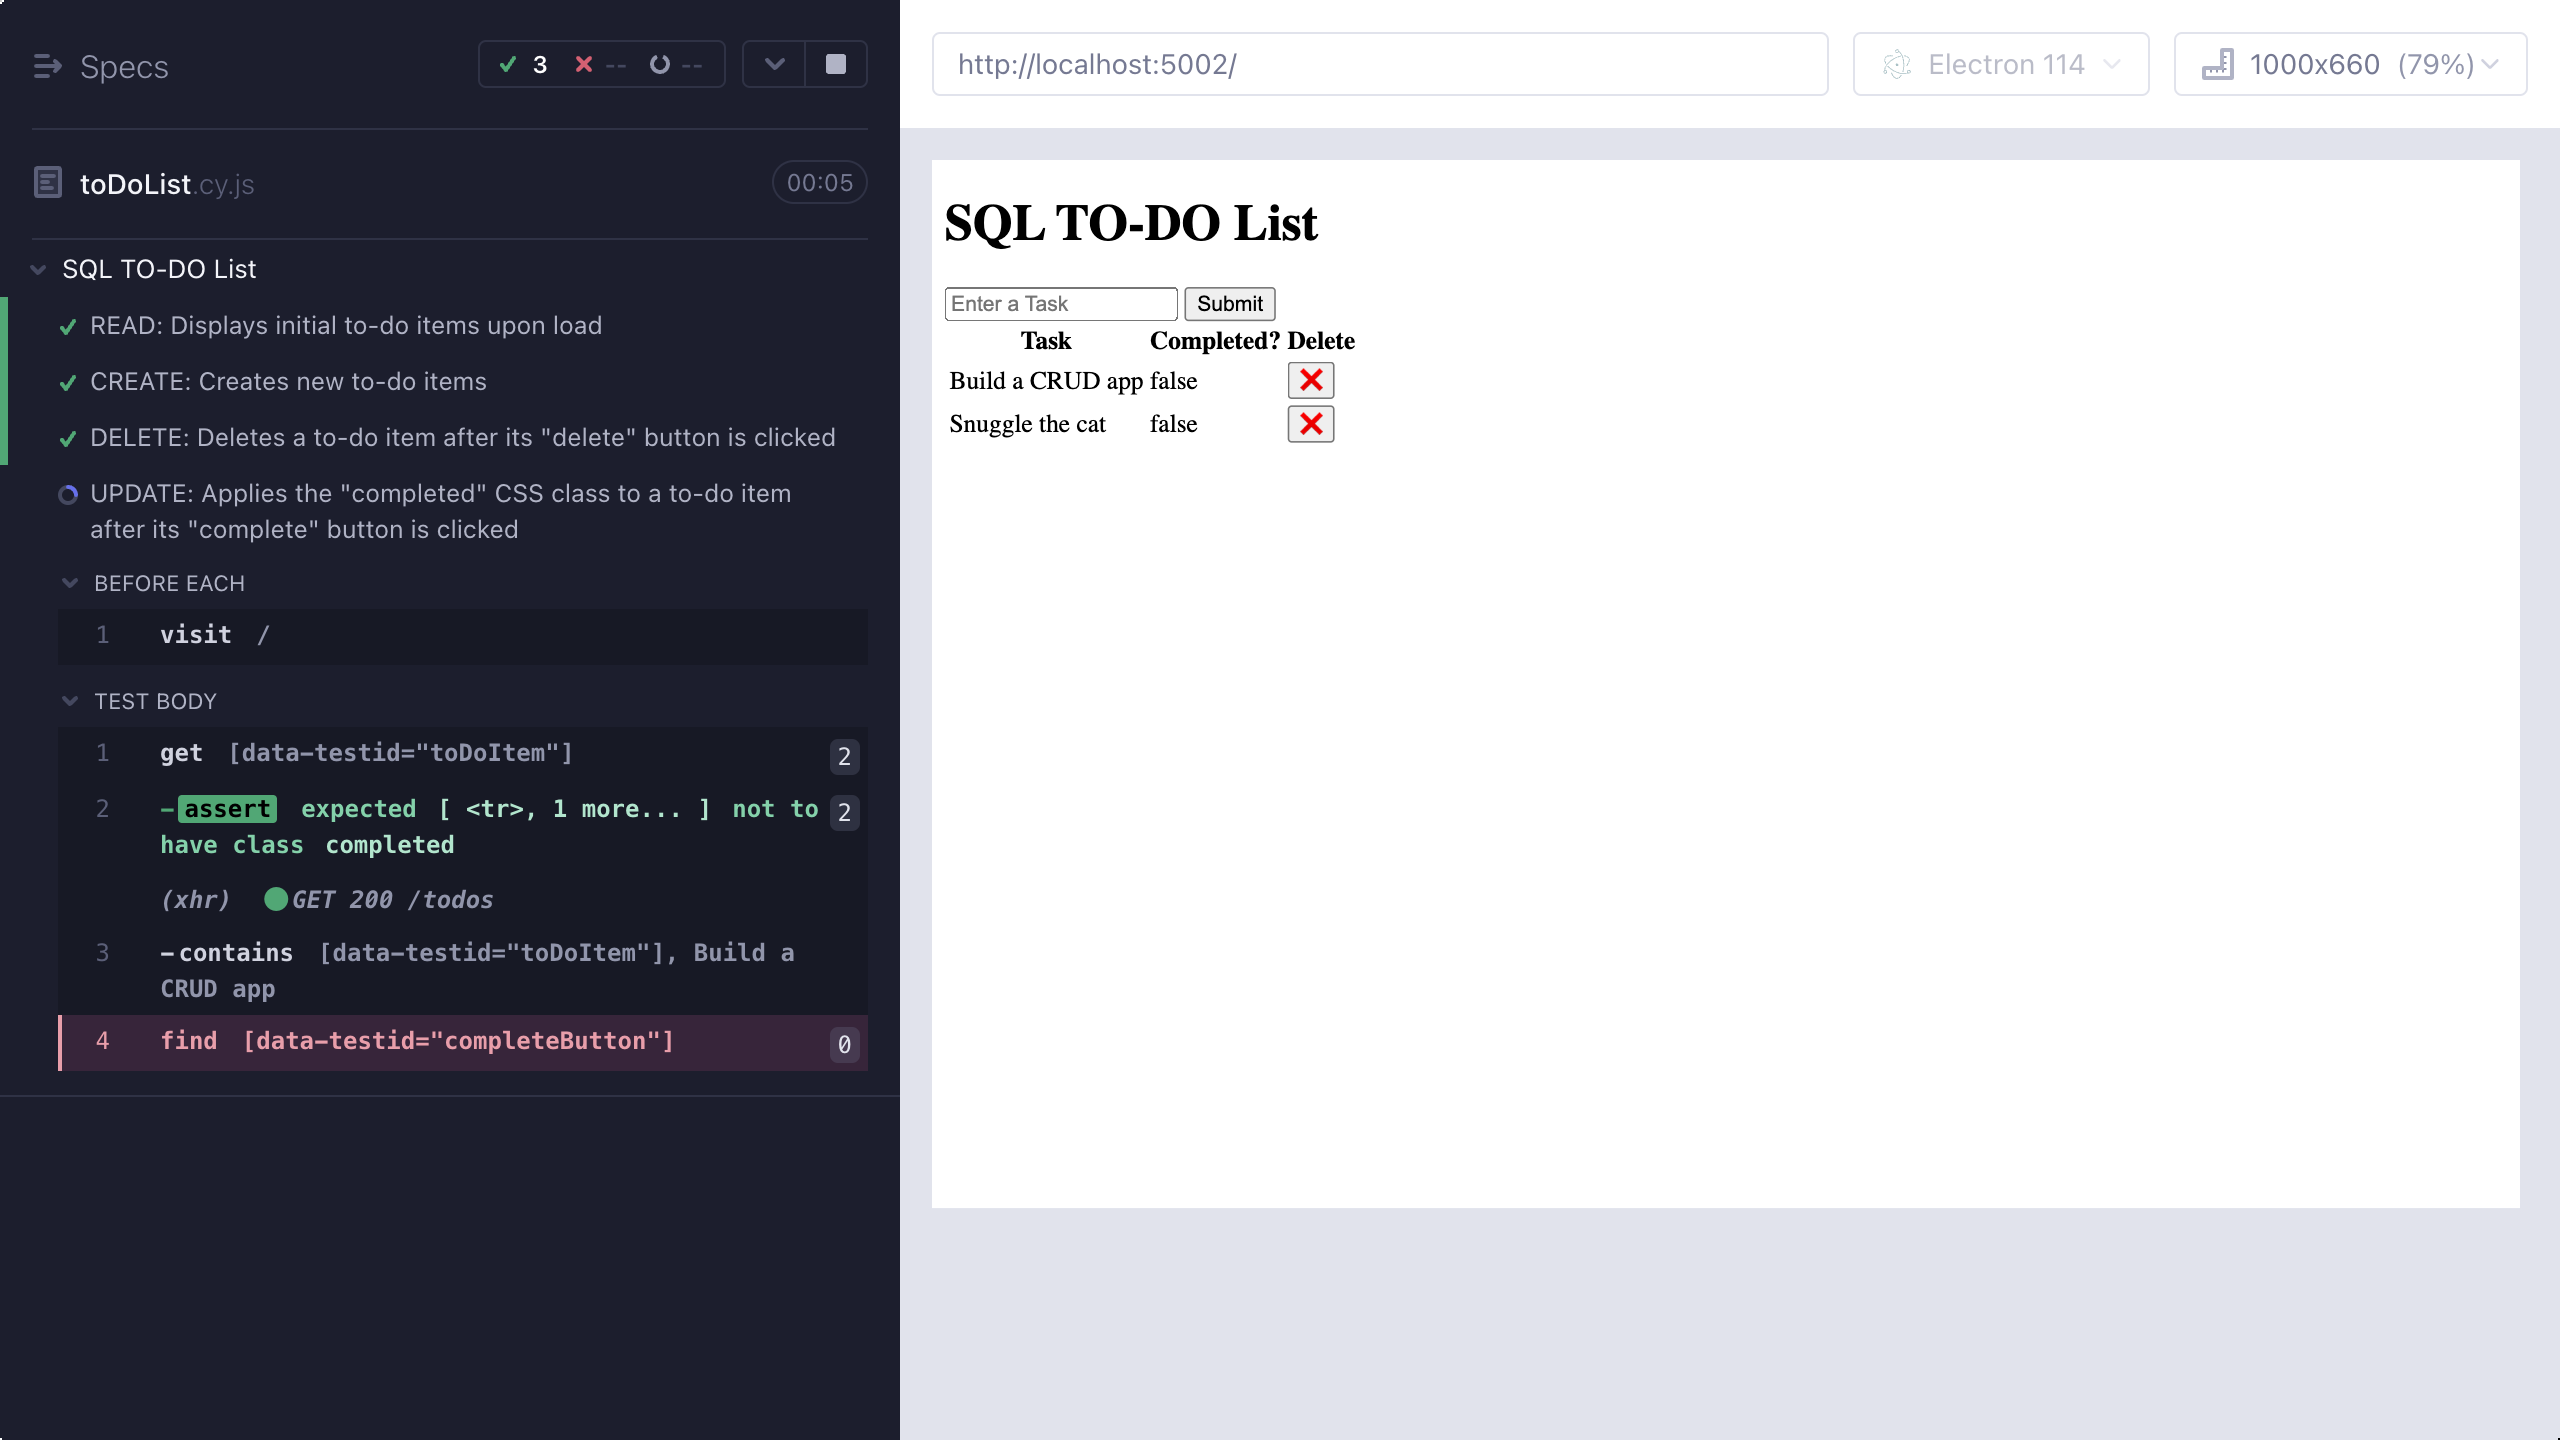 Specs
3 -- --
toDoList.cy.js 00:05
SQL TO-DO List
READ: Displays initial to-do items upon load
CREATE: Creates new to-do items
DELETE: Deletes a to-do item after its "delete" button is clicked
UPDATE: Applies the "completed" CSS class to a to-do item
after its "complete" button is clicked
BEFORE EACH
1 visit /
TEST BODY
1 get [data-testid="toDoItem"] 2
2 -assert expected [ <tr>, 1 more... ] not to 2
have class completed
(xhr) GET 200 /todos
3 -contains [data-testid="toDoItem"], Build a
CRUD app
4 find [data-testid="completeButton"] 0
http://localhost:5002/
Electron 114
1000x660 (79%)
SQL TO-DO List
Enter a Task Submit
Task Completed? Delete
Build a CRUD app false
Snuggle the cat false